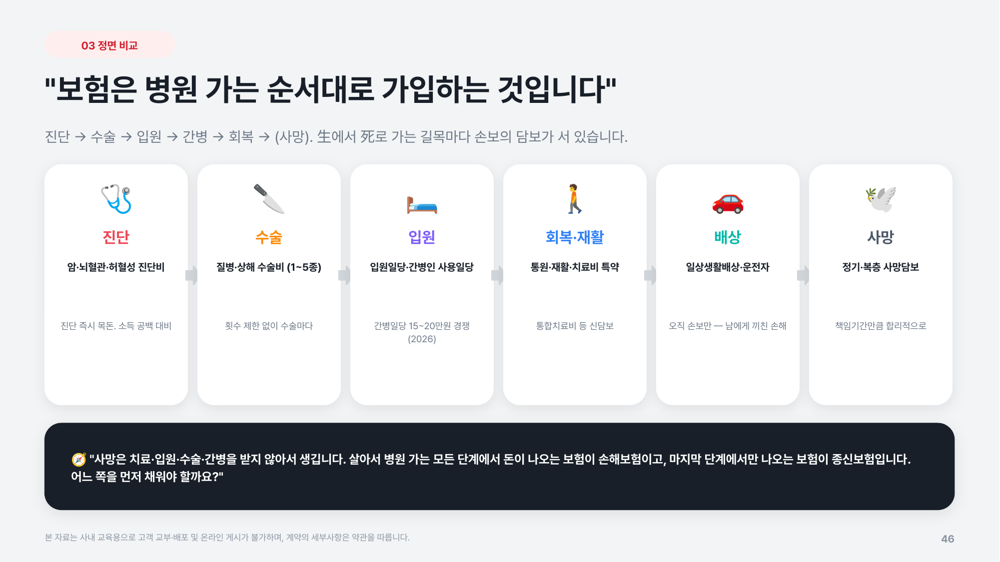 03 정면 비교
"보험은 병원 가는 순서대로 가입하는 것입니다"
진단 → 수술 → 입원 → 간병 → 회복 → (사망). 生에서 死로 가는 길목마다 손보의 담보가 서 있습니다.
진단
암·뇌혈관·허혈성 진단비
진단 즉시 목돈. 소득 공백 대비
수술
질병·상해 수술비 (1~5종)
횟수 제한 없이 수술마다
입원
입원일당·간병인 사용일당
간병일당 15~20만원 경쟁
(2026)
회복·재활
통원·재활·치료비 특약
통합치료비 등 신담보
배상
일상생활배상·운전자
오직 손보만 — 남에게 끼친 손해
사망
정기·복층 사망담보
책임기간만큼 합리적으로
🧭 "사망은 치료·입원·수술·간병을 받지 않아서 생깁니다. 살아서 병원 가는 모든 단계에서 돈이 나오는 보험이 손해보험이고, 마지막 단계에서만 나오는 보험이 종신보험입니다.
어느 쪽을 먼저 채워야 할까요?"
본 자료는 사내 교육용으로 고객 교부·배포 및 온라인 게시가 불가하며, 계약의 세부사항은 약관을 따릅니다.
46